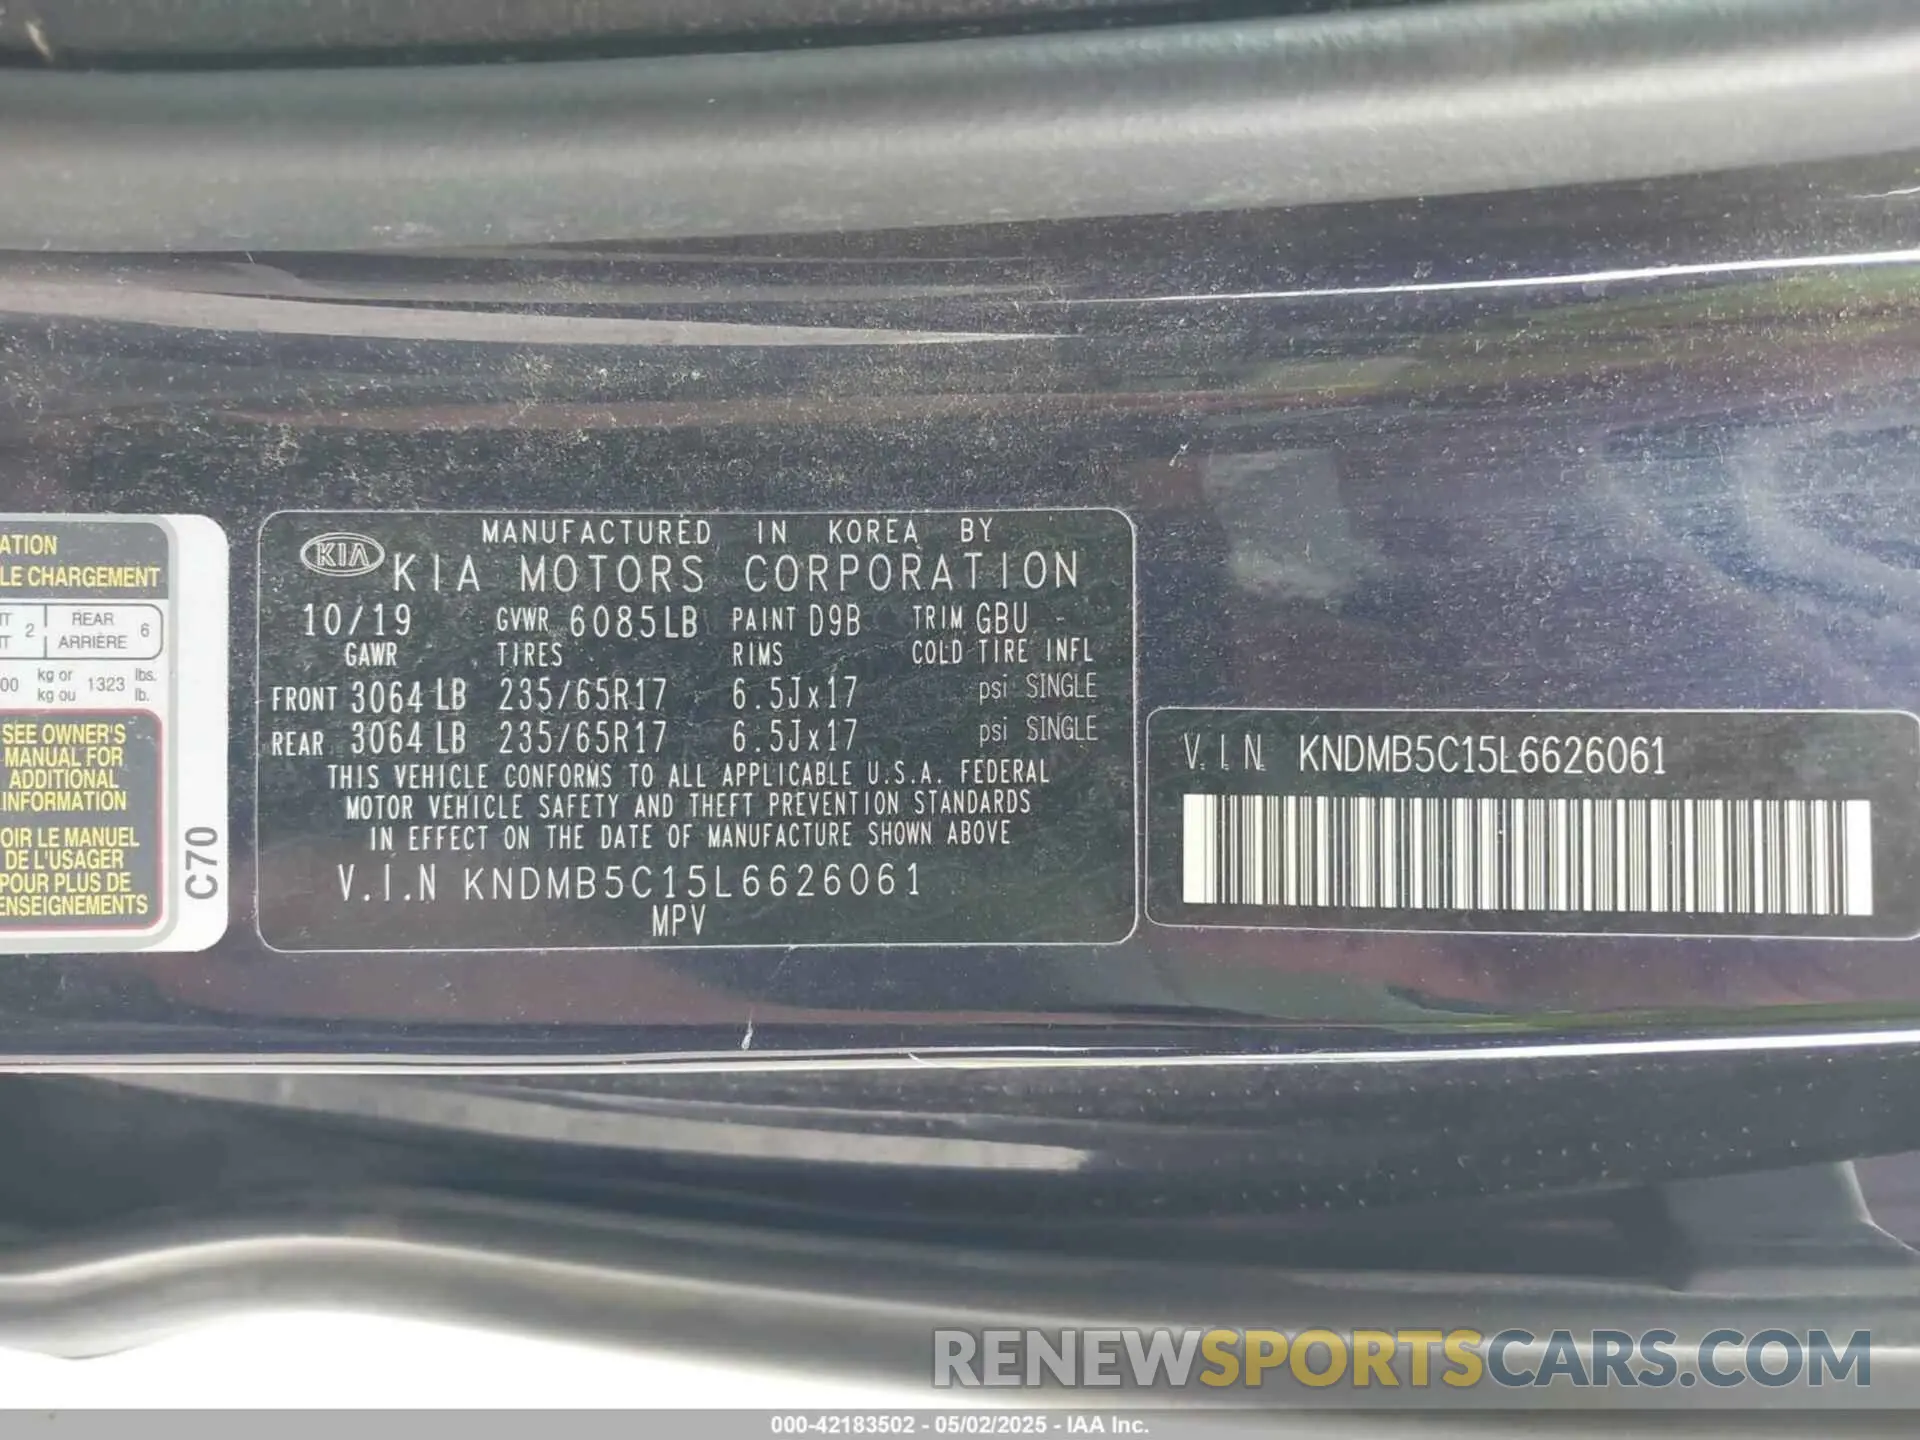 ATION
LE CHARGEMENT
2 REAR ARRIÈRE 6
00 kg or kg ou 1323 lbs. lb.
SEE OWNER'S
MANUAL FOR
ADDITIONAL
INFORMATION
OIR LE MANUEL
DE L'USAGER
POUR PLUS DE
ENSEIGNEMENTS
C70
MANUFACTURED IN KOREA BY
KIA KIA MOTORS CORPORATION
10/19 GVWR 6085LB PAINT D9B TRIM GBU -
GAWR TIRES RIMS COLD TIRE INFL
FRONT 3064 LB 235/65R17 6.5Jx17 psi SINGLE
REAR 3064 LB 235/65R17 6.5Jx17 psi SINGLE
THIS VEHICLE CONFORMS TO ALL APPLICABLE U.S.A. FEDERAL
MOTOR VEHICLE SAFETY AND THEFT PREVENTION STANDARDS
IN EFFECT ON THE DATE OF MANUFACTURE SHOWN ABOVE
V.I.N KNDMB5C15L6626061
MPV
V.I.N. KNDMB5C15L6626061
RENEWSPORTSCARS.COM
000-42183502 - 05/02/2025 - IAA Inc.